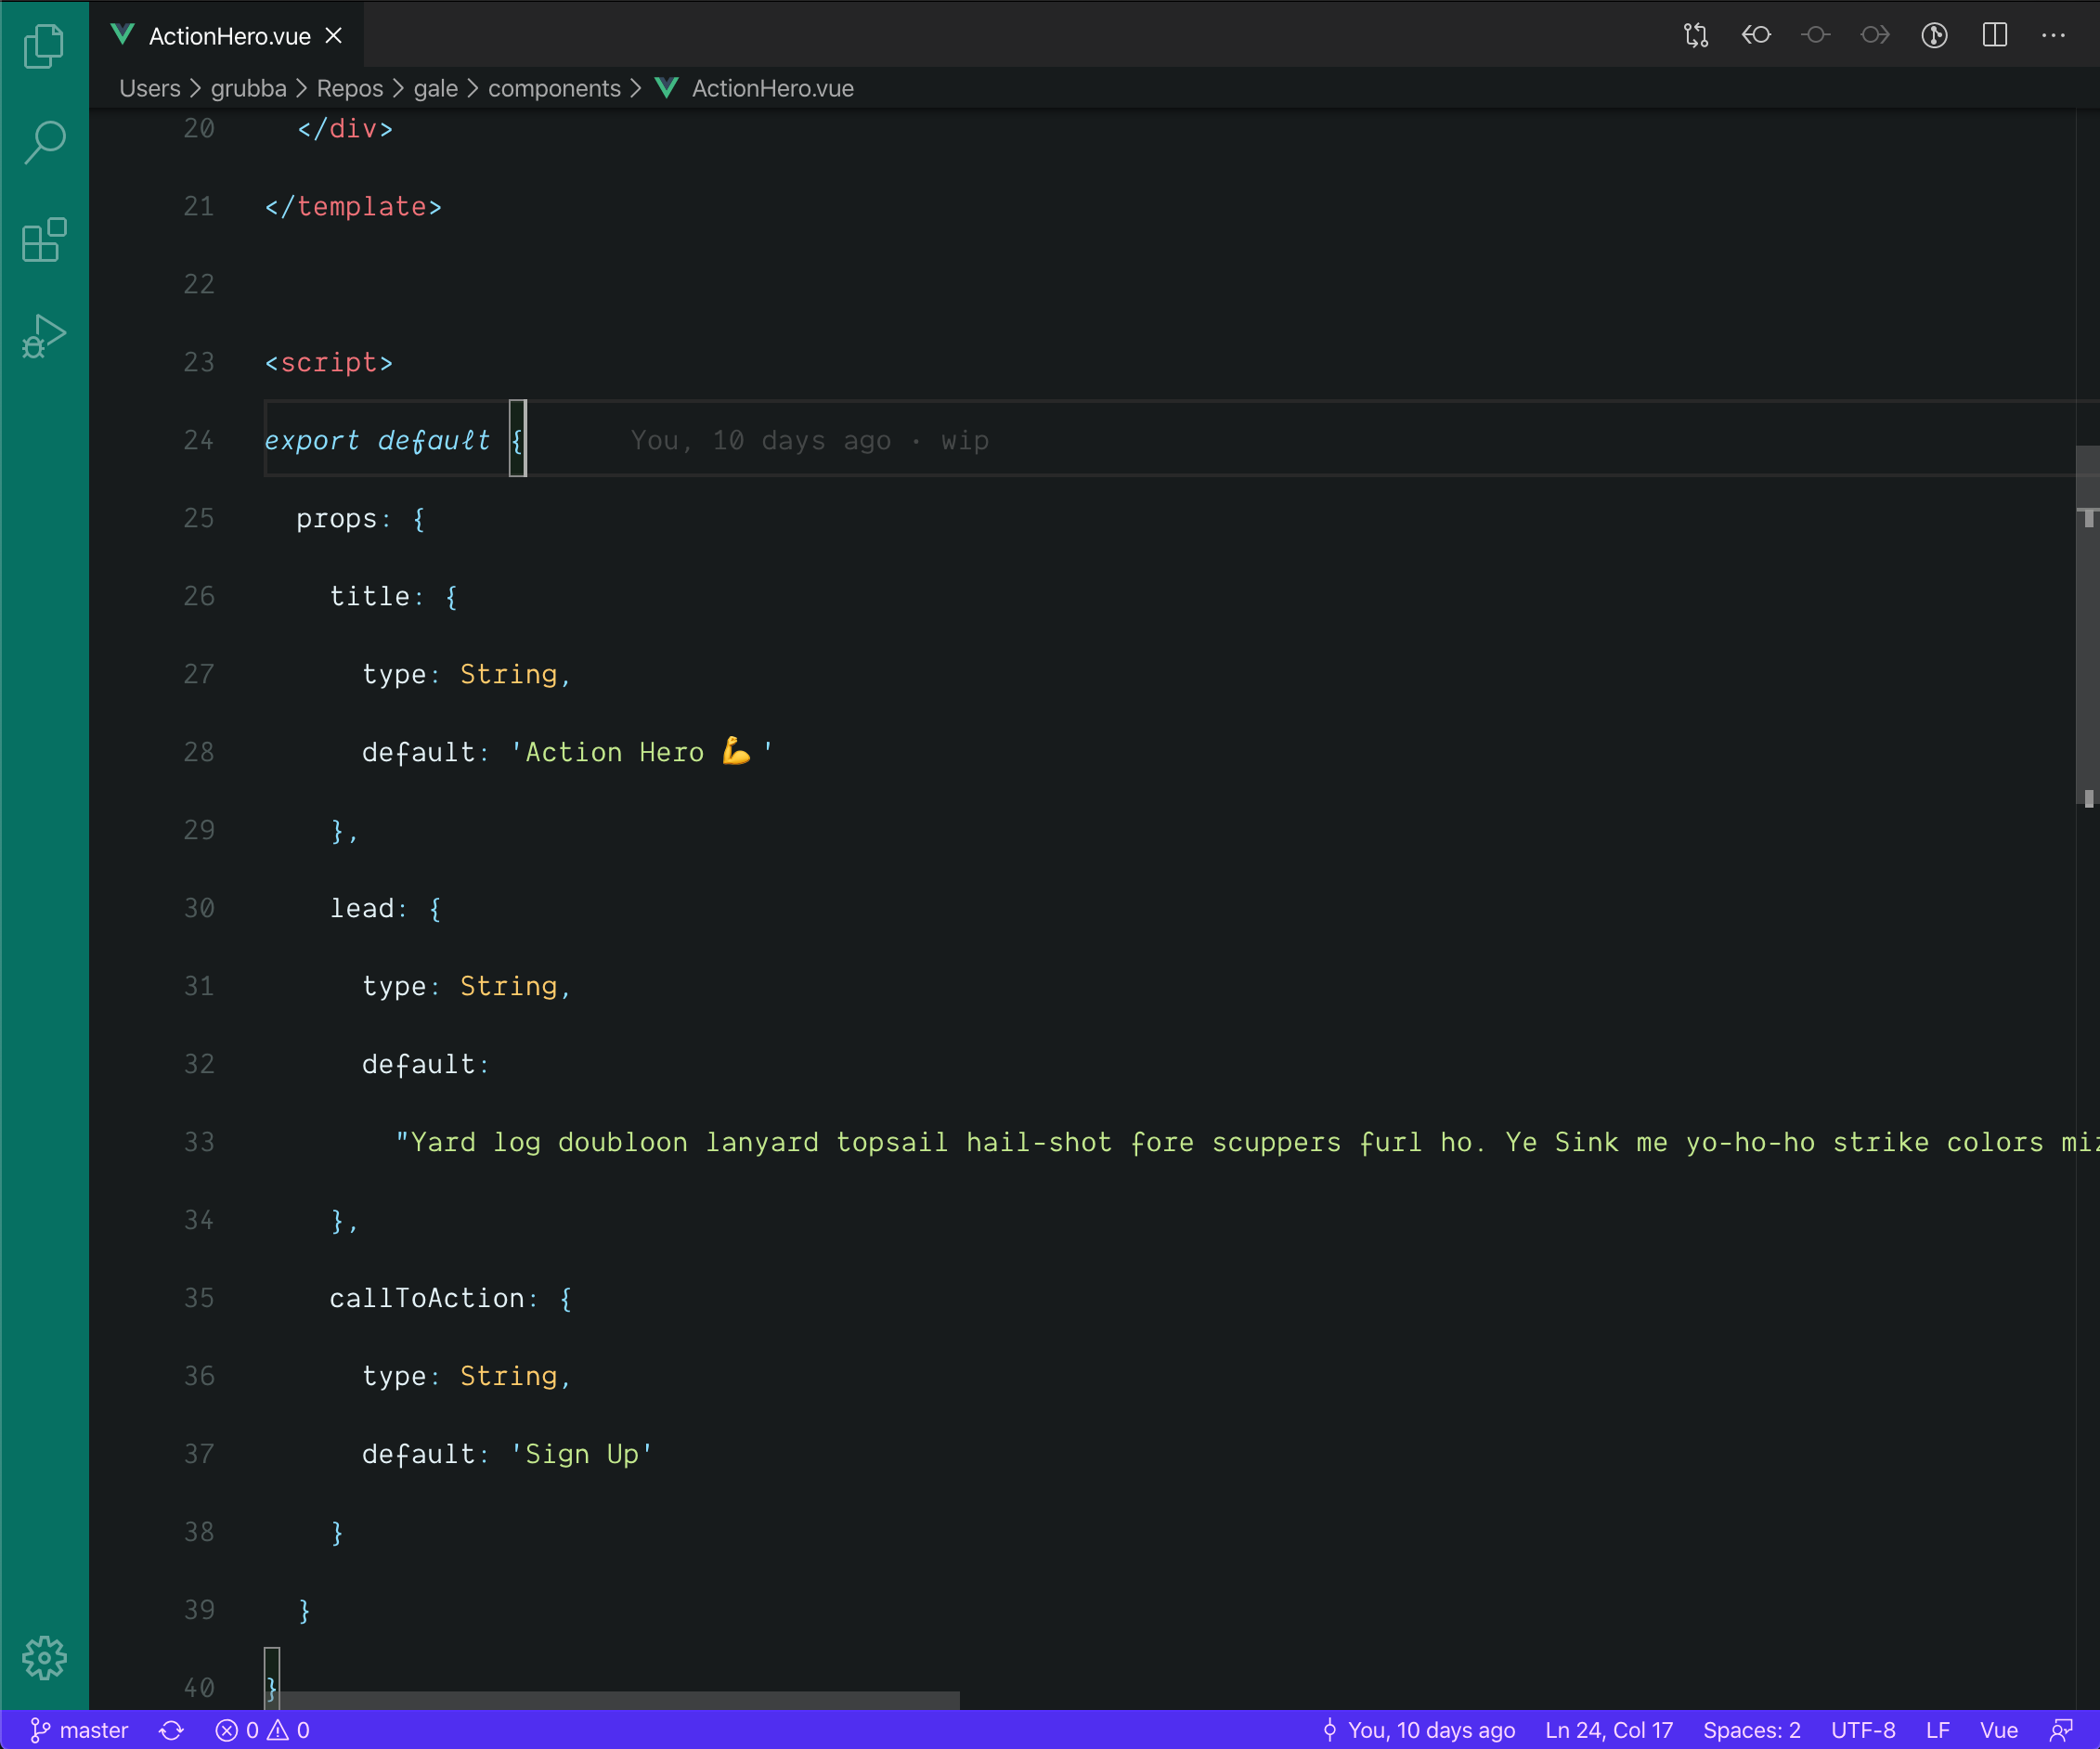 ActionHero.vue
Users > grubba > Repos > gale > components > ActionHero.vue
20 </div>
21 </template>
22
23 <script>
24 export default { You, 10 days ago • wip
25 props: {
26 title: {
27 type: String,
28 default: 'Action Hero 💪 '
29 },
30 lead: {
31 type: String,
32 default:
33 "Yard log doubloon lanyard topsail hail-shot fore scuppers furl ho. Ye Sink me yo-ho-ho strike colors miz
34 },
35 callToAction: {
36 type: String,
37 default: 'Sign Up'
38 }
39 }
40 }
master 0 0 You, 10 days ago Ln 24, Col 17 Spaces: 2 UTF-8 LF Vue